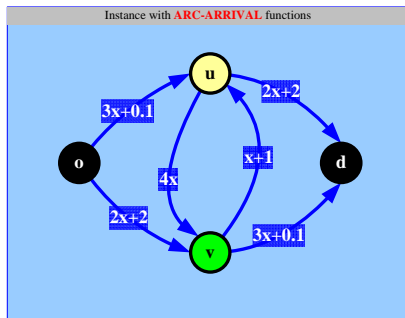 Instance with ARC-ARRIVAL functions
u
3x+0.1
2x+2
o
4x
x+1
d
2x+2
3x+0.1
v